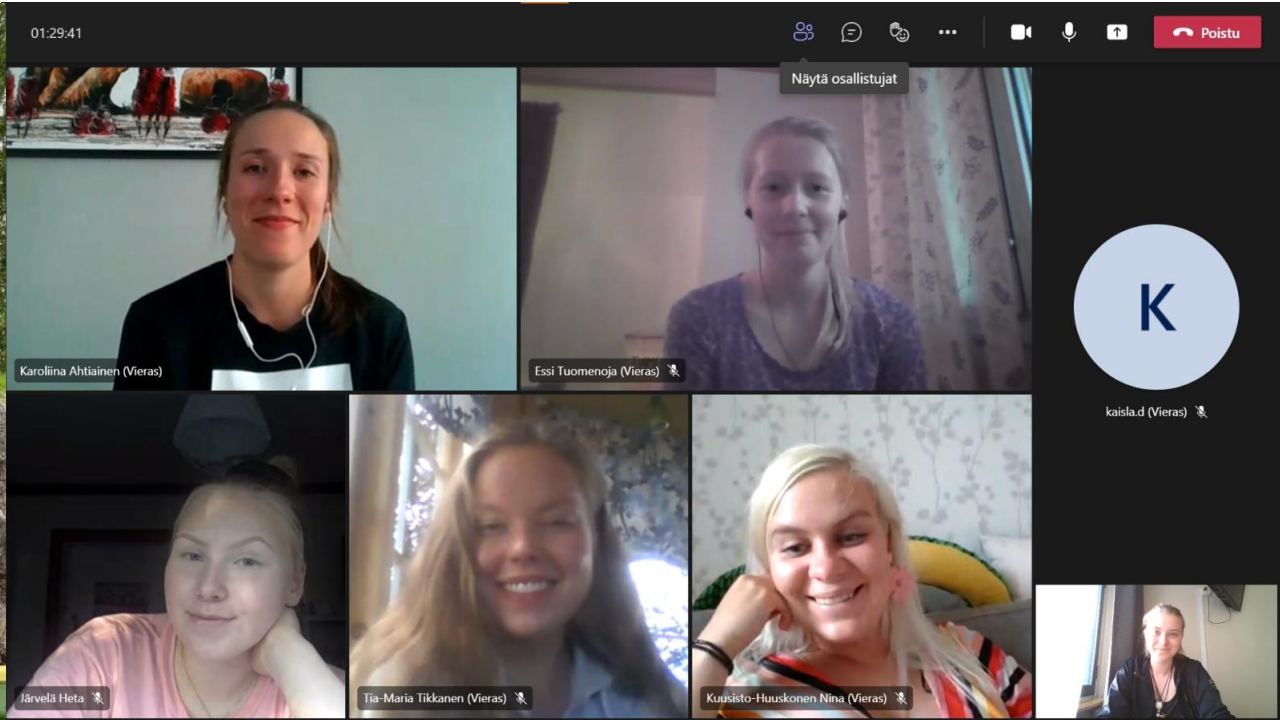 01:29:41
Poistu
Näytä osallistujat
Karoliina Ahtiainen (Vieras)
Essi Tuomenoja (Vieras)
K
kaisla.d (Vieras)
Järvelä Heta
Tia-Maria Tikkanen (Vieras)
Kuusisto-Huuskonen Nina (Vieras)